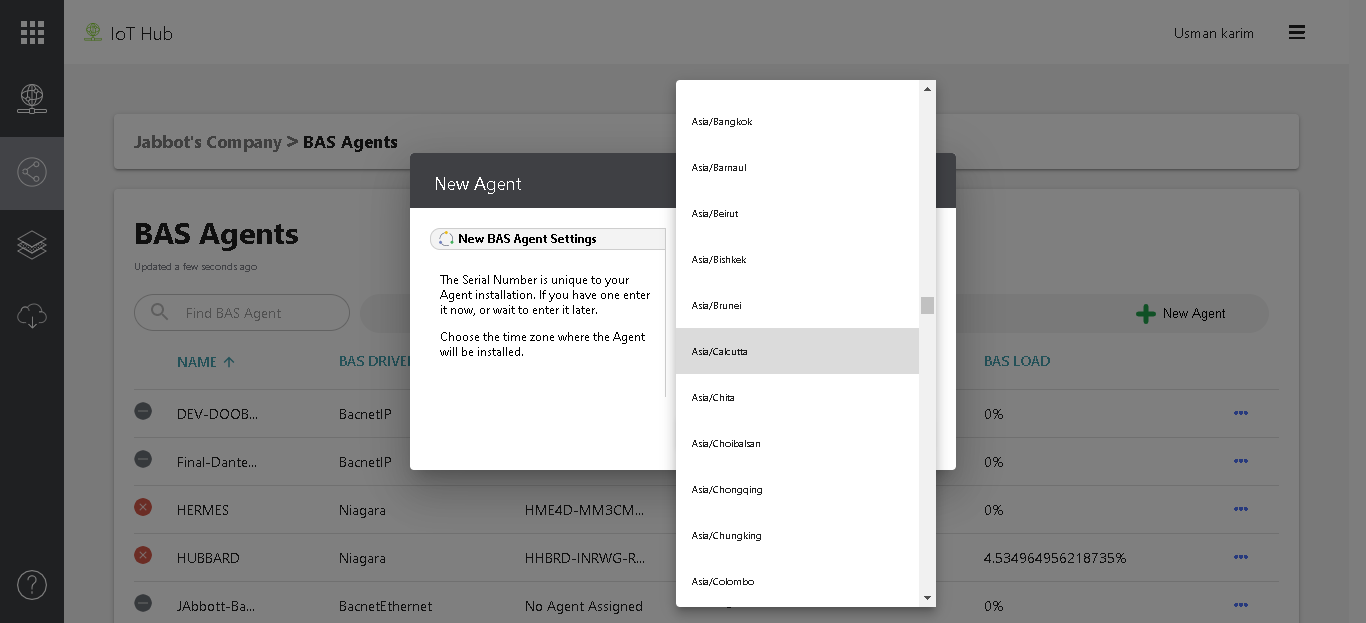 IoT Hub
Usman karim
Jabbot's Company > BAS Agents
New Agent
BAS Agents
Updated a few seconds ago
Find BAS Agent
New Agent
NAME
BAS LOAD
DEV-DOOB...
BacnetIP
0%
Final-Dante...
BacnetIP
0%
HERMES
Niagara
HME4D-MM3CM...
0%
HUBBARD
Niagara
HHBRD-INRWG-R...
4.534964956218735%
JAbbott-Ba...
BacnetEthernet
No Agent Assigned
0%
New BAS Agent Settings
The Serial Number is unique to your
Agent installation. If you have one enter
it now, or wait to enter it later.
Choose the time zone where the Agent
will be installed.
Asia/Bangkok
Asia/Barnaul
Asia/Beirut
Asia/Bishkek
Asia/Brunei
Asia/Calcutta
Asia/Chita
Asia/Choibalsan
Asia/Chongqing
Asia/Chungking
Asia/Colombo